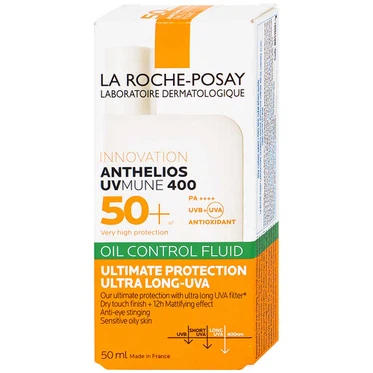 LA ROCHE-POSAY
LABORATOIRE DERMATOLOGIQUE
INNOVATION
ANTHELIOS
UVMUNE 400
50+
Very high protection
PA ++++
UVB+UVA
ANTIOXIDANT
OIL CONTROL FLUID
ULTIMATE PROTECTION
ULTRA LONG-UVA
Our ultimate protection with ultra long UVA filter*
Dry touch finish + 12h Mattifying effect
Anti-eye stinging
Sensitive oily skin
UVB SHORT UVA LONG UVA 400nm
50 ml Made in France